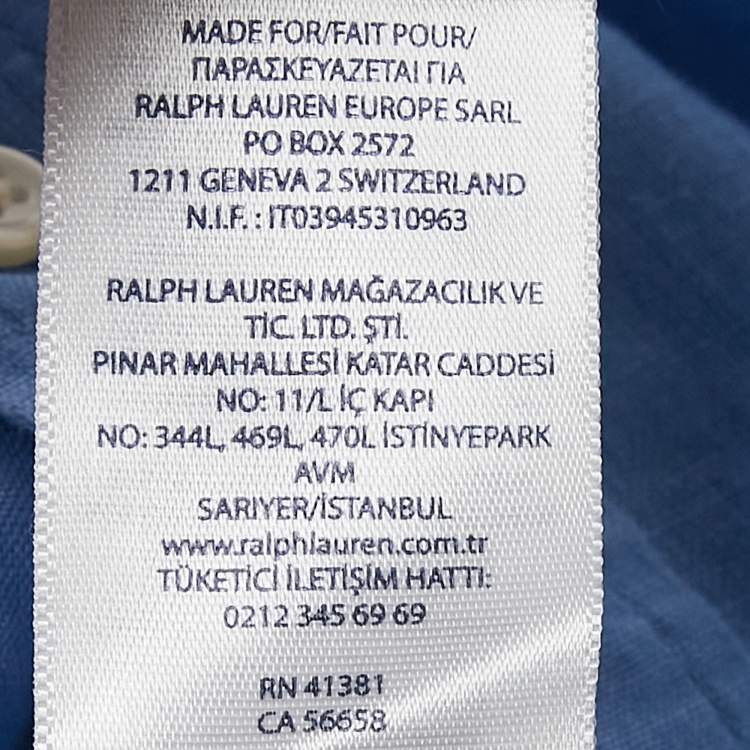 MADE FOR/FAIT POUR/
ΠΑΡΑΣΚΕΥΑΖΕΤΑΙ ΓΙΑ
RALPH LAUREN EUROPE SARL
PO BOX 2572
1211 GENEVA 2 SWITZERLAND
N.I.F. : IT03945310963
RALPH LAUREN MAĞAZACILIK VE
TİC. LTD. ŞTİ.
PINAR MAHALLESİ KATAR CADDESİ
NO: 11/L İÇ KAPI
NO: 344L, 469L, 470L İSTİNYEPARK
AVM
SARIYER/İSTANBUL
www.ralphlauren.com.tr
TÜKETİCİ İLETİŞİM HATTI:
0212 345 69 69
RN 41381
CA 56658